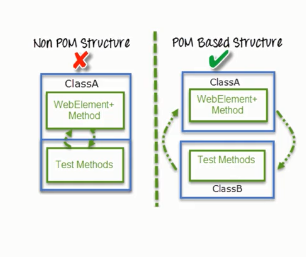 Non POM Structure
ClassA
WebElement+
Method
Test Methods
POM Based Structure
ClassA
WebElement+
Method
Test Methods
ClassB